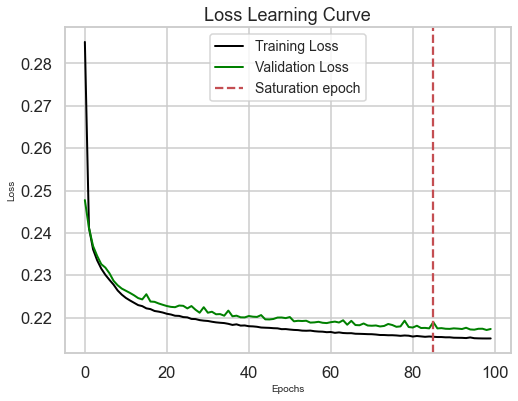 Loss Learning Curve
Training Loss
Validation Loss
Saturation epoch
0.28
0.27
0.26
0.25
0.24
0.23
0.22
Loss
0 20 40 60 80 100
Epochs